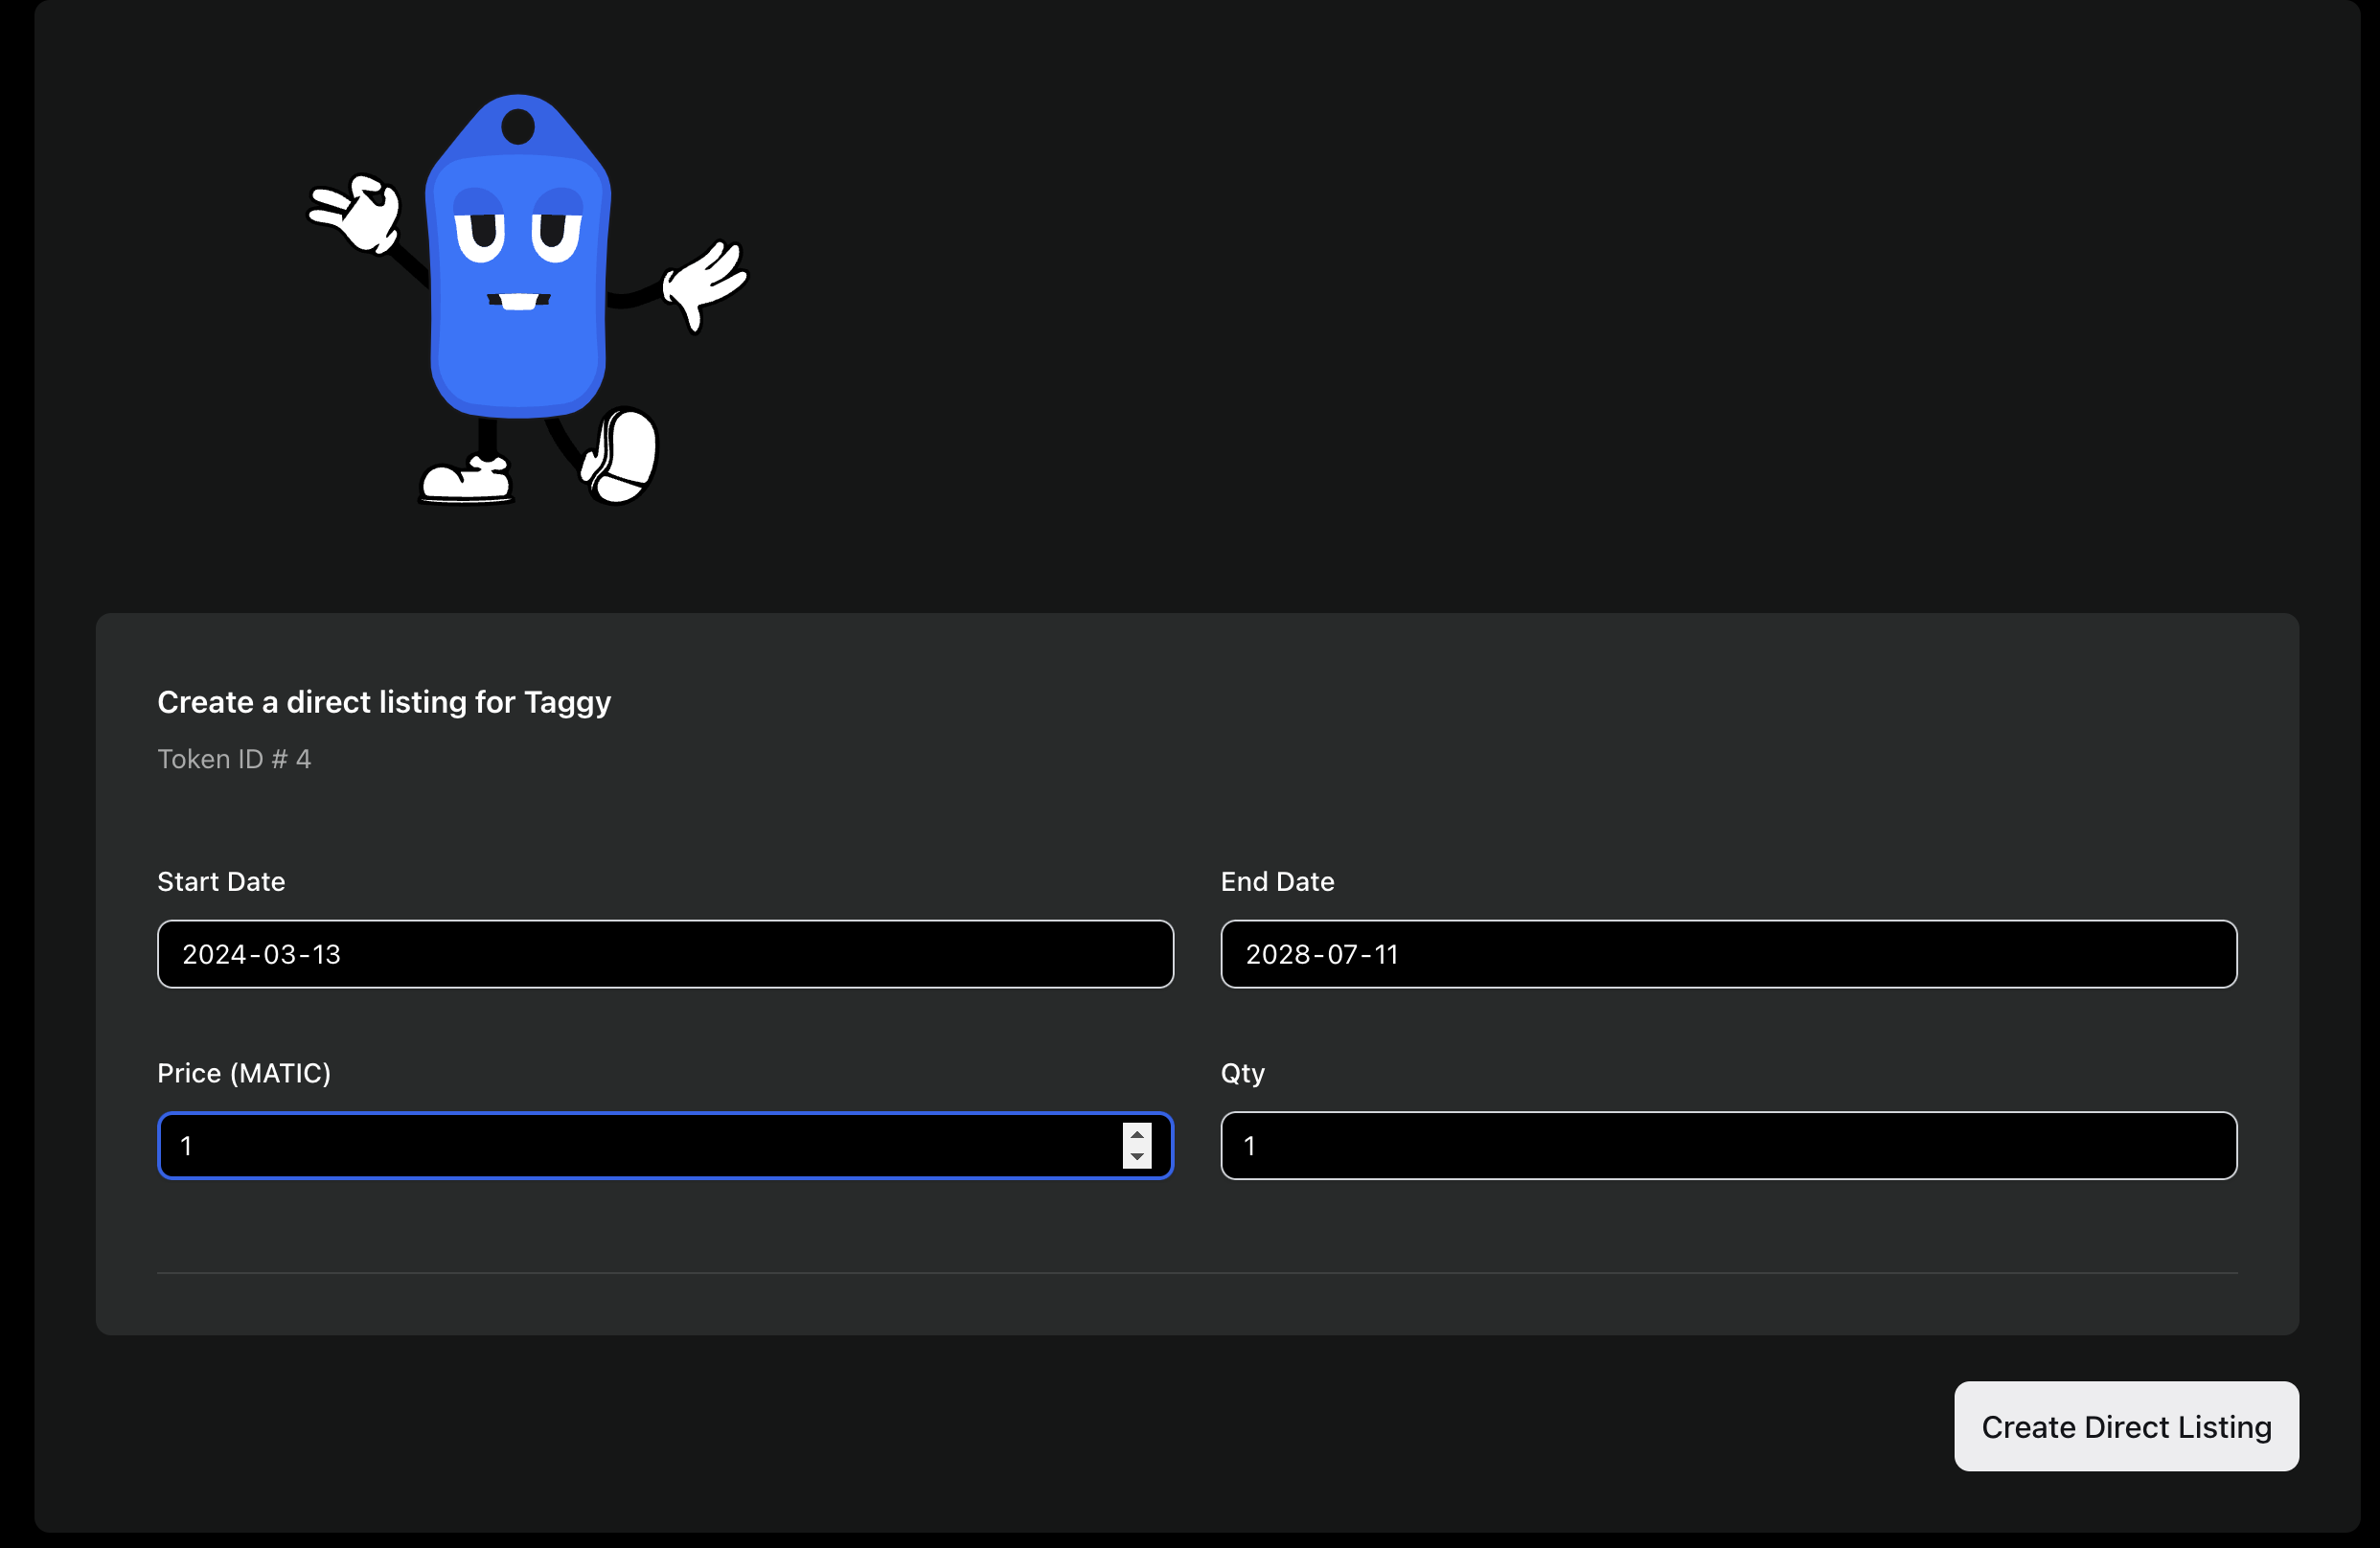 Create a direct listing for Taggy
Token ID # 4
Start Date
2024-03-13
End Date
2028-07-11
Price (MATIC)
1
Qty
1
Create Direct Listing